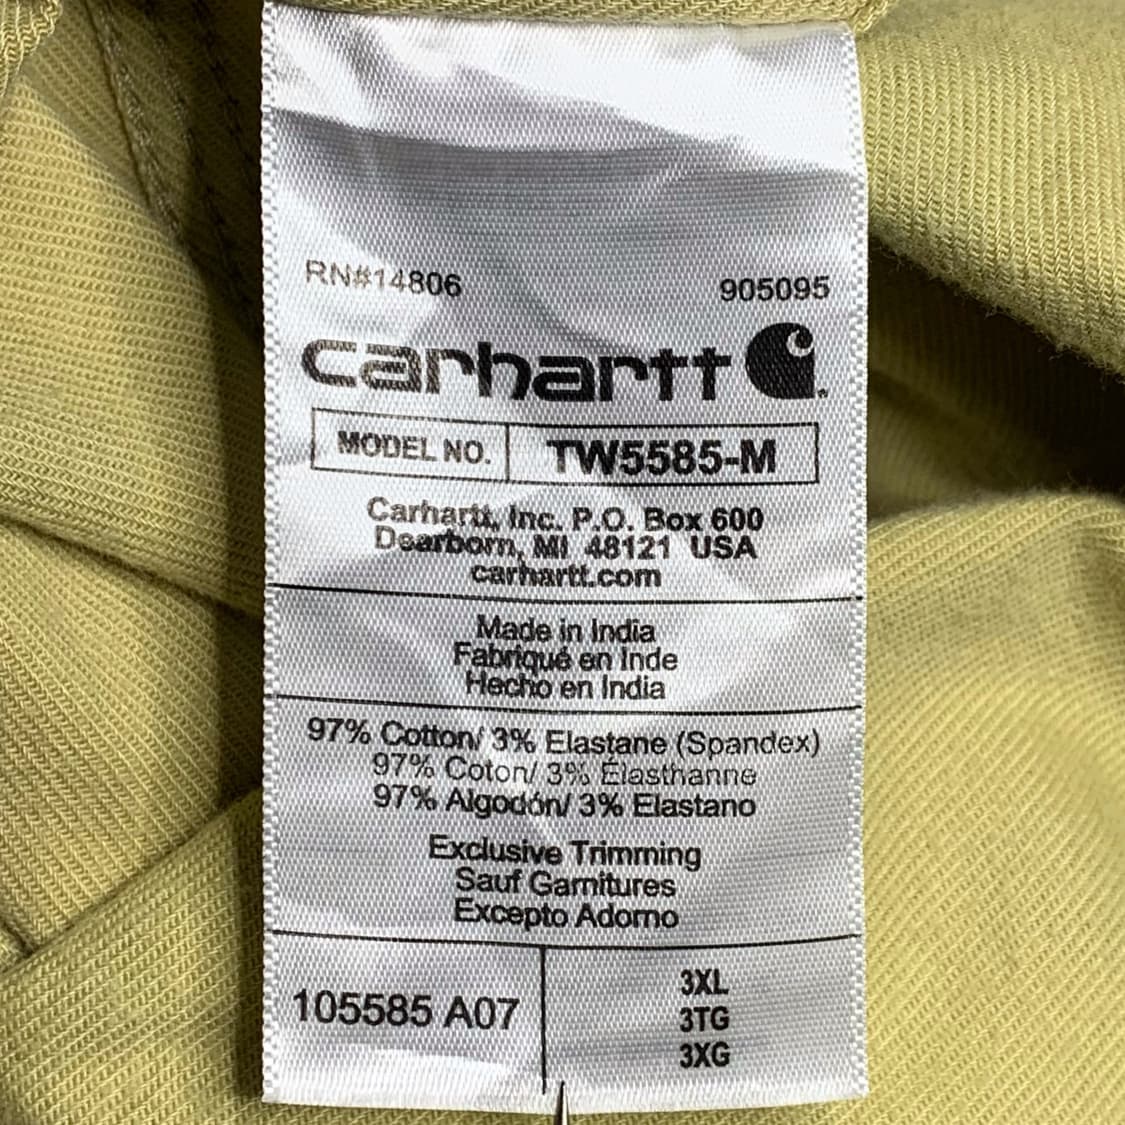 RN#14806 905095
carhartt
MODEL NO. TW5585-M
Carhartt, Inc. P.O. Box 600
Dearborn, MI 48121 USA
carhartt.com
Made in India
Fabriqué en Inde
Hecho en India
97% Cotton/ 3% Elastane (Spandex)
97% Coton/ 3% Élasthanne
97% Algodón/ 3% Elastano
Exclusive Trimming
Sauf Garnitures
Excepto Adorno
105585 A07
3XL
3TG
3XG